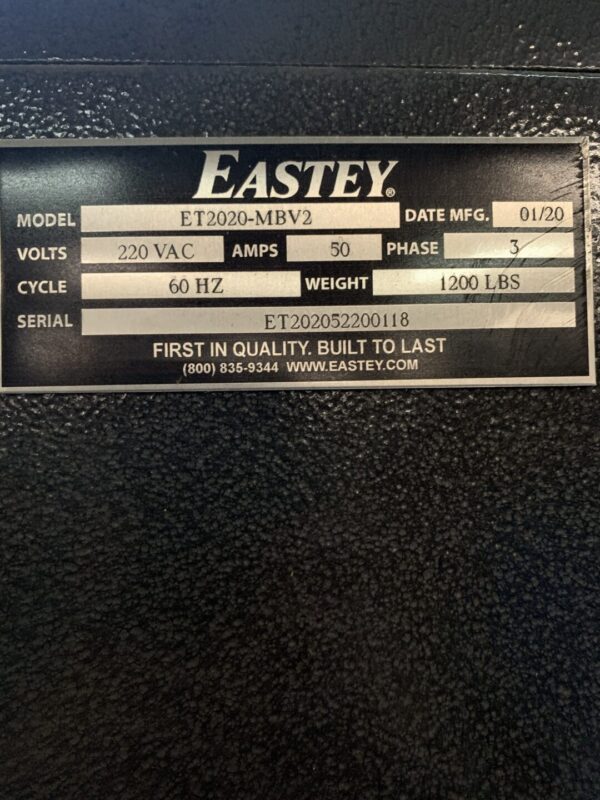 EASTEY®
MODEL ET2020-MBV2 DATE MFG. 01/20
VOLTS 220 VAC AMPS 50 PHASE 3
CYCLE 60 HZ WEIGHT 1200 LBS
SERIAL ET202052200118
FIRST IN QUALITY. BUILT TO LAST
(800) 835-9344 WWW.EASTEY.COM